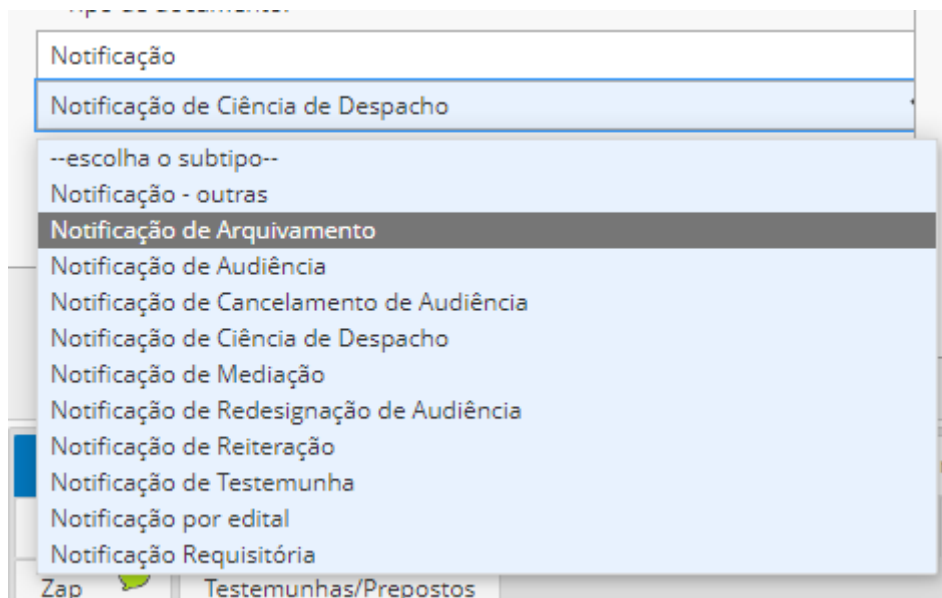 Notificação
Notificação de Ciência de Despacho
--escolha o subtipo--
Notificação - outras
Notificação de Arquivamento
Notificação de Audiência
Notificação de Cancelamento de Audiência
Notificação de Ciência de Despacho
Notificação de Mediação
Notificação de Redesignação de Audiência
Notificação de Reiteração
Notificação de Testemunha
Notificação por edital
Notificação Requisitória
Zap Testemunhas/Prepostos